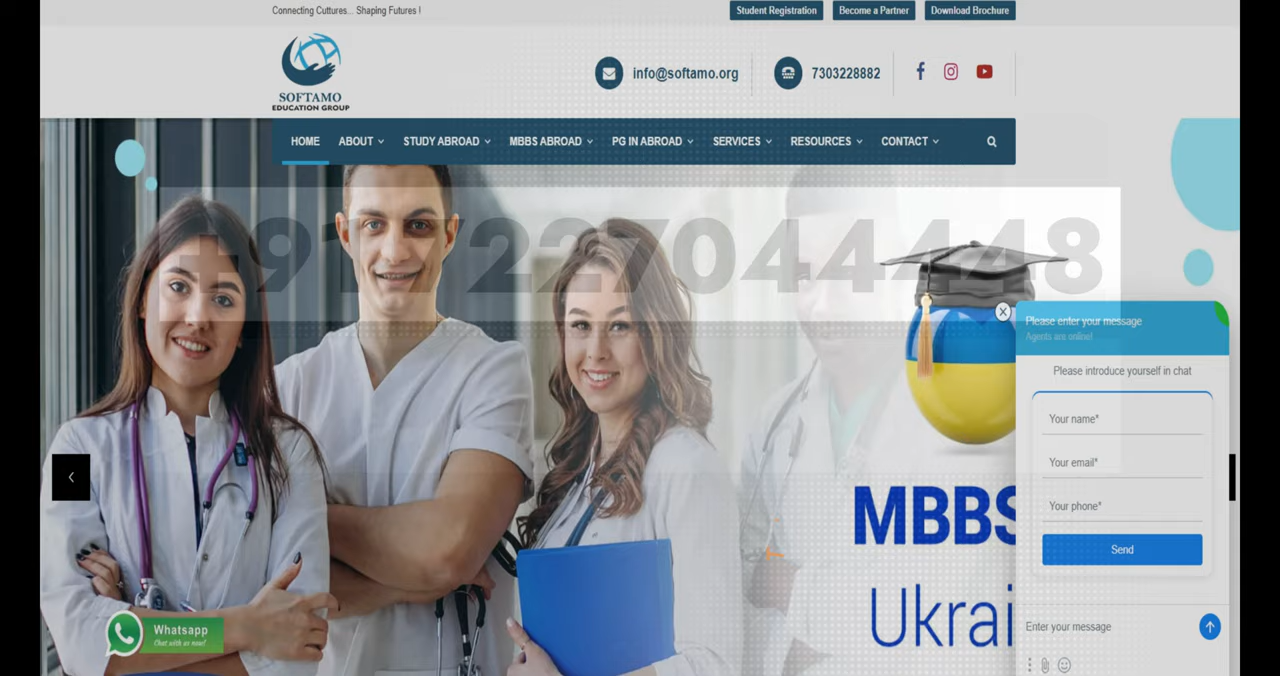 Connecting Cuttures... Shaping Futures !
Student Registration
Become a Partner
Download Brochure
SOFTAMO
EDUCATION GROUP
info@softamo.org
7303228882
HOME
ABOUT
STUDY ABROAD
MBBS ABROAD
PG IN ABROAD
SERVICES
RESOURCES
CONTACT
+917227044448
X
Please enter your message
Agents are online!
Please introduce yourself in chat
Your name*
Your email*
Your phone*
Send
MBBS
Ukrai
Whatsapp
Chat with us now!
Enter your message